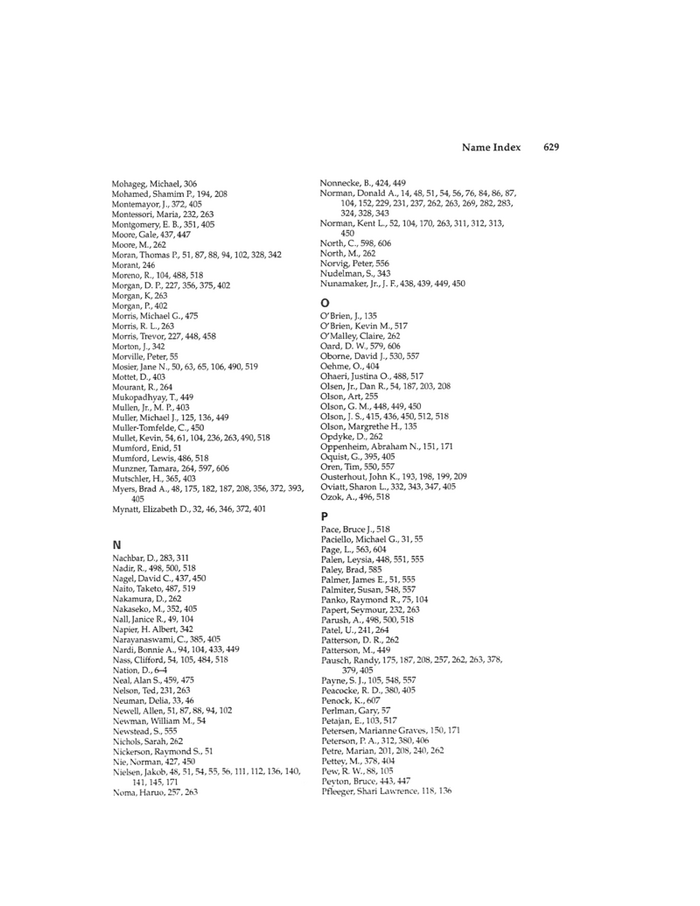 Name Index 629
Mohageg, Michael, 306
Mohamed, Shamim P., 194, 208
Montemayor, J., 372, 405
Montessori, Maria, 232, 263
Montgomery, E. B., 351, 405
Moore, Gale, 437, 447
Moore, M., 262
Moran, Thomas P., 51, 87, 88, 94, 102, 328, 342
Morant, 246
Moreno, R., 104, 488, 518
Morgan, D. P., 227, 356, 375, 402
Morgan, K, 263
Morgan, P., 402
Morris, Michael G., 475
Morris, R. L., 263
Morris, Trevor, 227, 448, 458
Morton, J., 342
Morville, Peter, 55
Mosier, Jane N., 50, 63, 65, 106, 490, 519
Mottet, D., 403
Mourant, R., 264
Mukopadhyay, T., 449
Mullen, Jr., M. P., 403
Muller, Michael J., 125, 136, 449
Muller-Tomfelde, C., 450
Mullet, Kevin, 54, 61, 104, 236, 263, 490, 518
Mumford, Enid, 51
Mumford, Lewis, 486, 518
Munzner, Tamara, 264, 597, 606
Mutschler, H., 365, 403
Myers, Brad A., 48, 175, 182, 187, 208, 356, 372, 393,
405
Mynatt, Elizabeth D., 32, 46, 346, 372, 401
N
Nachbar, D., 283, 311
Nadir, R., 498, 500, 518
Nagel, David C., 437, 450
Naito, Taketo, 487, 519
Nakamura, D., 262
Nakaseko, M., 352, 405
Nall, Janice R., 49, 104
Napier, H. Albert, 342
Narayanaswami, C., 385, 405
Nardi, Bonnie A., 94, 104, 433, 449
Nass, Clifford, 54, 105, 484, 518
Nation, D., 6–4
Neal, Alan S., 459, 475
Nelson, Ted, 231, 263
Neuman, Delia, 33, 46
Newell, Allen, 51, 87, 88, 94, 102
Newman, William M., 54
Newstead, S., 555
Nichols, Sarah, 262
Nickerson, Raymond S., 51
Nie, Norman, 427, 450
Nielsen, Jakob, 48, 51, 54, 55, 56, 111, 112, 136, 140,
141, 145, 171
Noma, Haruo, 257, 263
Nonnecke, B., 424, 449
Norman, Donald A., 14, 48, 51, 54, 56, 76, 84, 86, 87,
104, 152, 229, 231, 237, 262, 263, 269, 282, 283,
324, 328, 343
Norman, Kent L., 52, 104, 170, 263, 311, 312, 313,
450
North, C., 598, 606
North, M., 262
Norvig, Peter, 556
Nudelman, S., 343
Nunamaker, Jr., J. F., 438, 439, 449, 450
O
O'Brien, J., 135
O'Brien, Kevin M., 517
O'Malley, Claire, 262
Oard, D. W., 579, 606
Oborne, David J., 530, 557
Oehme, O., 404
Ohaeri, Justina O., 488, 517
Olsen, Jr., Dan R., 54, 187, 203, 208
Olson, Art, 255
Olson, G. M., 448, 449, 450
Olson, J. S., 415, 436, 450, 512, 518
Olson, Margrethe H., 135
Opdyke, D., 262
Oppenheim, Abraham N., 151, 171
Oquist, G., 395, 405
Oren, Tim, 550, 557
Ousterhout, John K., 193, 198, 199, 209
Oviatt, Sharon L., 332, 343, 347, 405
Ozok, A., 496, 518
P
Pace, Bruce J., 518
Paciello, Michael G., 31, 55
Page, L., 563, 604
Palen, Leysia, 448, 551, 555
Paley, Brad, 585
Palmer, James E., 51, 555
Palmiter, Susan, 548, 557
Panko, Raymond R., 75, 104
Papert, Seymour, 232, 263
Parush, A., 498, 500, 518
Patel, U., 241, 264
Patterson, D. R., 262
Patterson, M., 449
Pausch, Randy, 175, 187, 208, 257, 262, 263, 378,
379, 405
Payne, S. J., 105, 548, 557
Peacocke, R. D., 380, 405
Penock, K., 607
Perlman, Gary, 57
Petajan, E., 103, 517
Petersen, Marianne Graves, 150, 171
Peterson, P. A., 312, 380, 406
Petre, Marian, 201, 208, 240, 262
Pettey, M., 378, 404
Pew, R. W., 88, 105
Peyton, Bruce, 443, 447
Pfleeger, Shari Lawrence, 118, 136